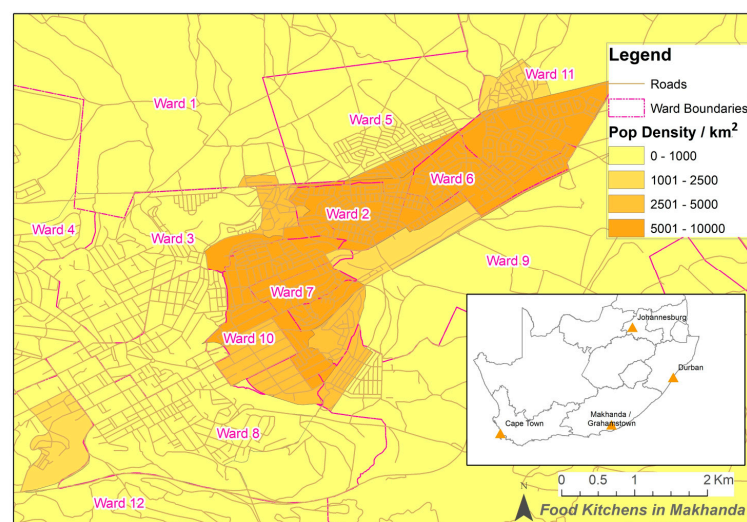 Legend
Roads
Ward Boundaries
Pop Density / km²
0 - 1000
1001 - 2500
2501 - 5000
5001 - 10000
Ward 11
Ward 1
Ward 5
Ward 6
Ward 2
Ward 4
Ward 3
Ward 9
Ward 7
Ward 10
Ward 8
Ward 12
Johannesburg
Durban
Makhanda /
Grahamstown
Cape Town
0 0.5 1 2 Km
N
Food Kitchens in Makhanda